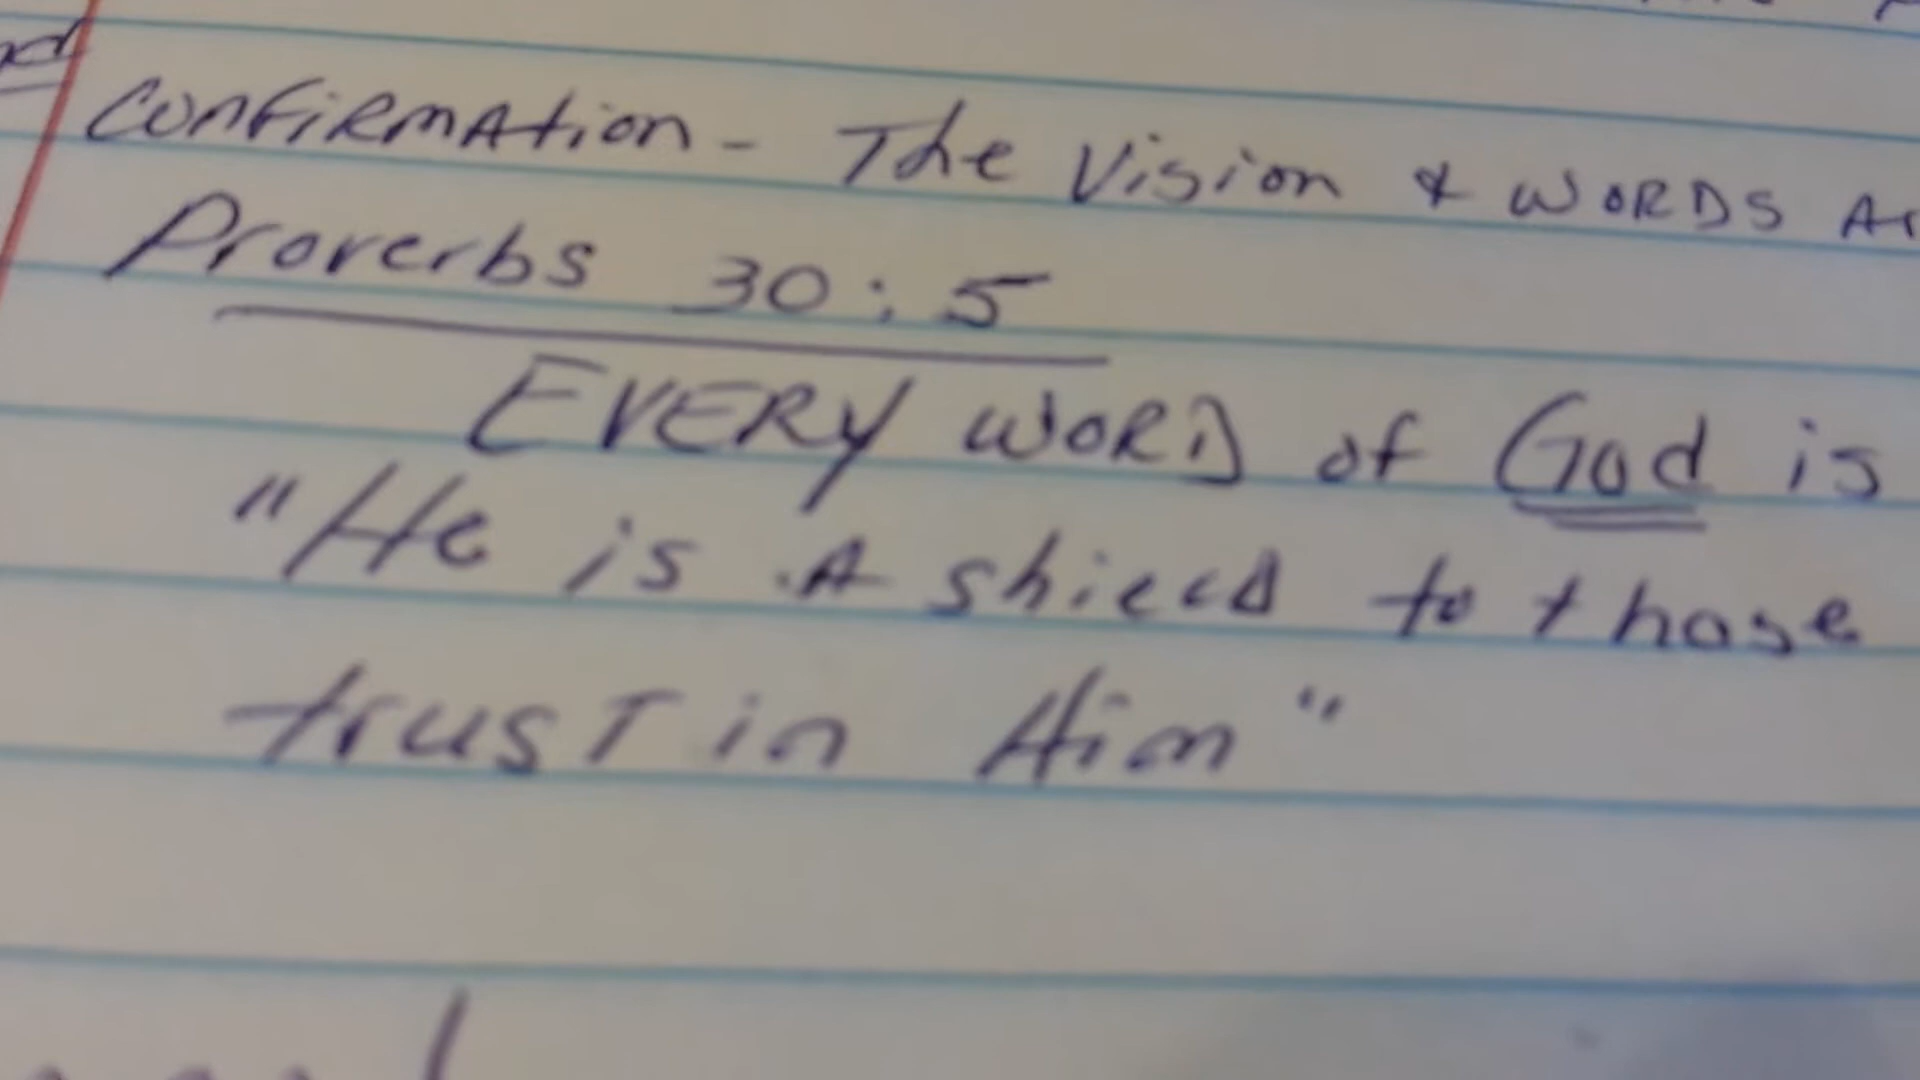 Confirmation - The Vision & words
Proverbs 30:5
EVERY WORD of God is
"He is A shield to those
trust in Him"